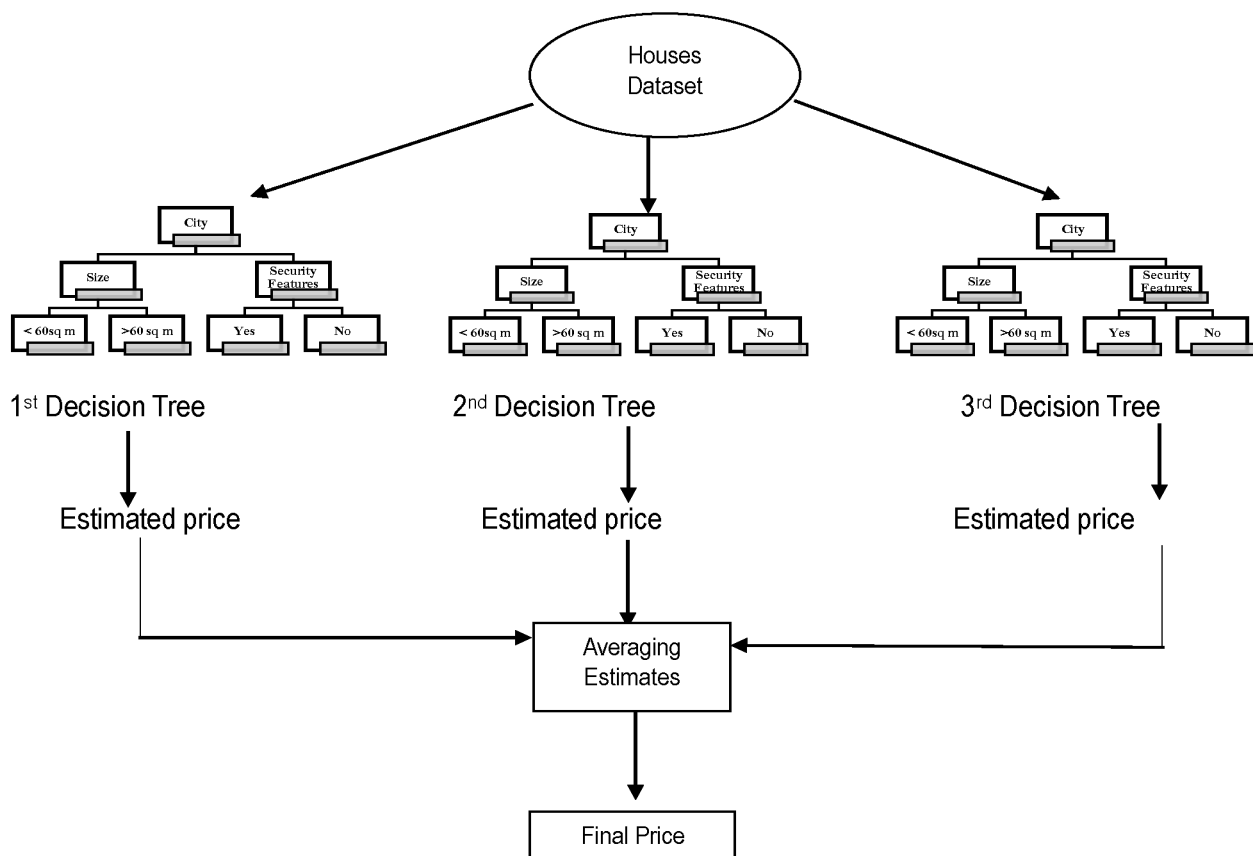 Houses
Dataset
City
Size
Security
Features
< 60sq m
>60 sq m
Yes
No
City
Size
Security
Features
< 60sq m
>60 sq m
Yes
No
City
Size
Security
Features
< 60sq m
>60 sq m
Yes
No
1st Decision Tree
2nd Decision Tree
3rd Decision Tree
Estimated price
Estimated price
Estimated price
Averaging
Estimates
Final Price